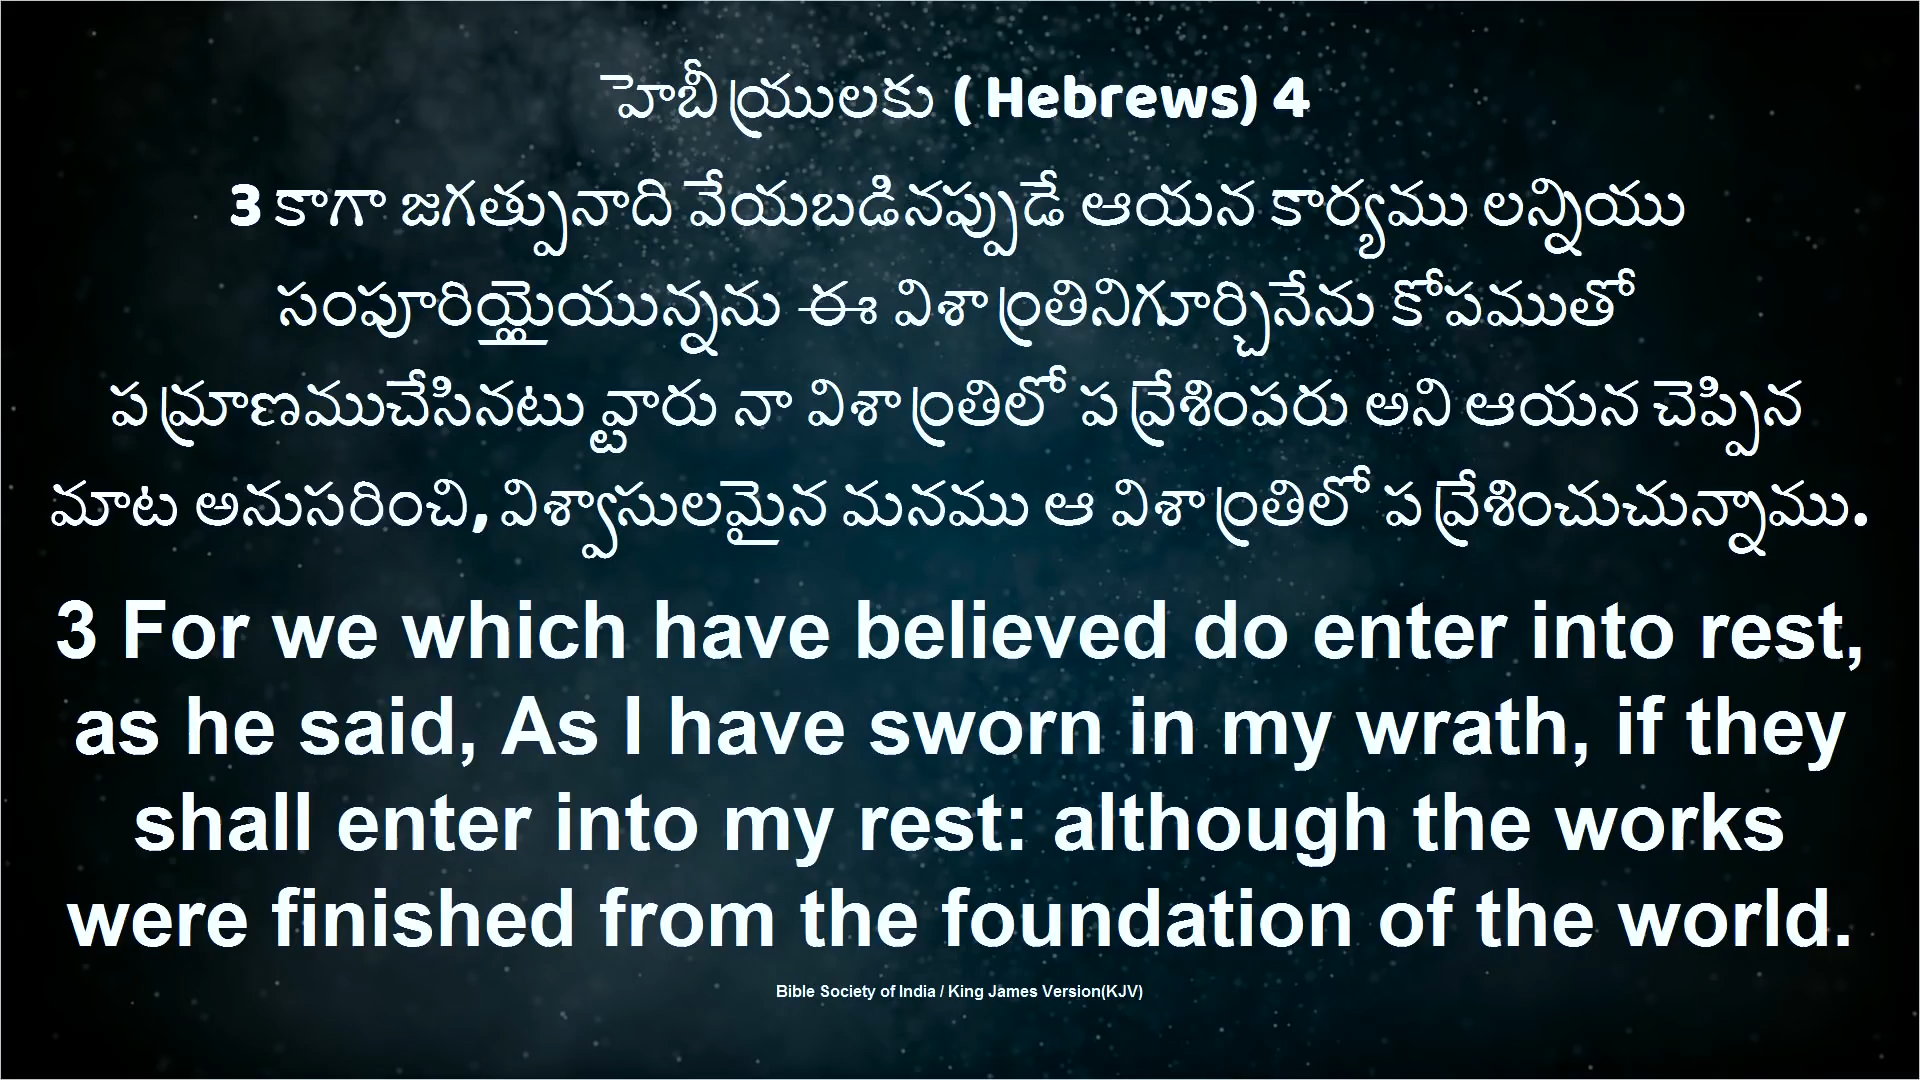 హెబ్రీయులకు ( Hebrews) 4
3 కాగా జగత్పునాది వేయబడినప్పుడే ఆయన కార్యము లన్నియు
సంపూర్తియైయున్నను ఈ విశ్రాంతినిగూర్చినేను కోపముతో
ప్రమాణముచేసినట్టు వారు నా విశ్రాంతిలో ప్రవేశింపరు అని ఆయన చెప్పిన
మాట అనుసరించి, విశ్వాసులమైన మనము ఆ విశ్రాంతిలో ప్రవేశించుచున్నాము.
3 For we which have believed do enter into rest,
as he said, As I have sworn in my wrath, if they
shall enter into my rest: although the works
were finished from the foundation of the world.
Bible Society of India / King James Version(KJV)